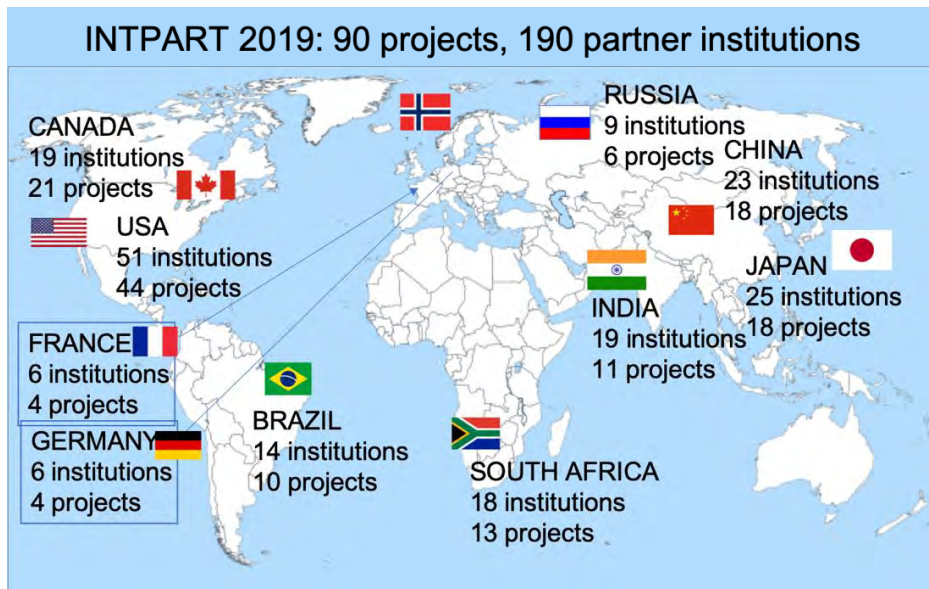 INTPART 2019: 90 projects, 190 partner institutions
CANADA
19 institutions
21 projects
USA
51 institutions
44 projects
FRANCE
6 institutions
4 projects
GERMANY
6 institutions
4 projects
BRAZIL
14 institutions
10 projects
SOUTH AFRICA
18 institutions
13 projects
RUSSIA
9 institutions
6 projects
CHINA
23 institutions
18 projects
JAPAN
25 institutions
18 projects
INDIA
19 institutions
11 projects